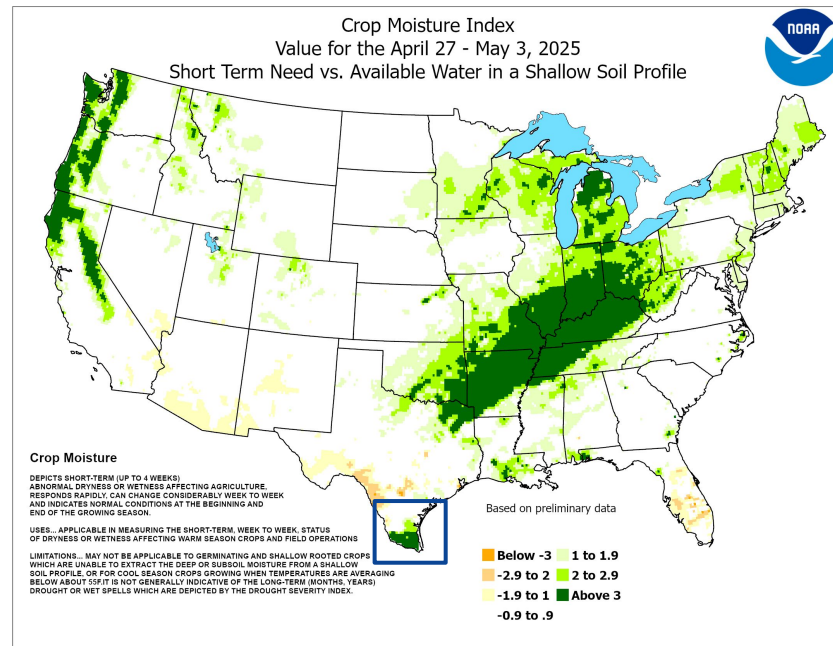 Crop Moisture Index
Value for the April 27 - May 3, 2025
Short Term Need vs. Available Water in a Shallow Soil Profile
NOAA
Crop Moisture
DEPICTS SHORT-TERM (UP TO 4 WEEKS)
ABNORMAL DRYNESS OR WETNESS AFFECTING AGRICULTURE,
RESPONDS RAPIDLY, CAN CHANGE CONSIDERABLY WEEK TO WEEK
AND INDICATES NORMAL CONDITIONS AT THE BEGINNING AND
END OF THE GROWING SEASON.
USES... APPLICABLE IN MEASURING THE SHORT-TERM, WEEK TO WEEK, STATUS
OF DRYNESS OR WETNESS AFFECTING WARM SEASON CROPS AND FIELD OPERATIONS
LIMITATIONS... MAY NOT BE APPLICABLE TO GERMINATING AND SHALLOW ROOTED CROPS
WHICH ARE UNABLE TO EXTRACT THE DEEP OR SUBSOIL MOISTURE FROM A SHALLOW
SOIL PROFILE, OR FOR COOL SEASON CROPS GROWING WHEN TEMPERATURES ARE AVERAGING
BELOW ABOUT 55F.IT IS NOT GENERALLY INDICATIVE OF THE LONG-TERM (MONTHS, YEARS)
DROUGHT OR WET SPELLS WHICH ARE DEPICTED BY THE DROUGHT SEVERITY INDEX.
Based on preliminary data
Below -3
-2.9 to 2
-1.9 to 1
-0.9 to .9
1 to 1.9
2 to 2.9
Above 3